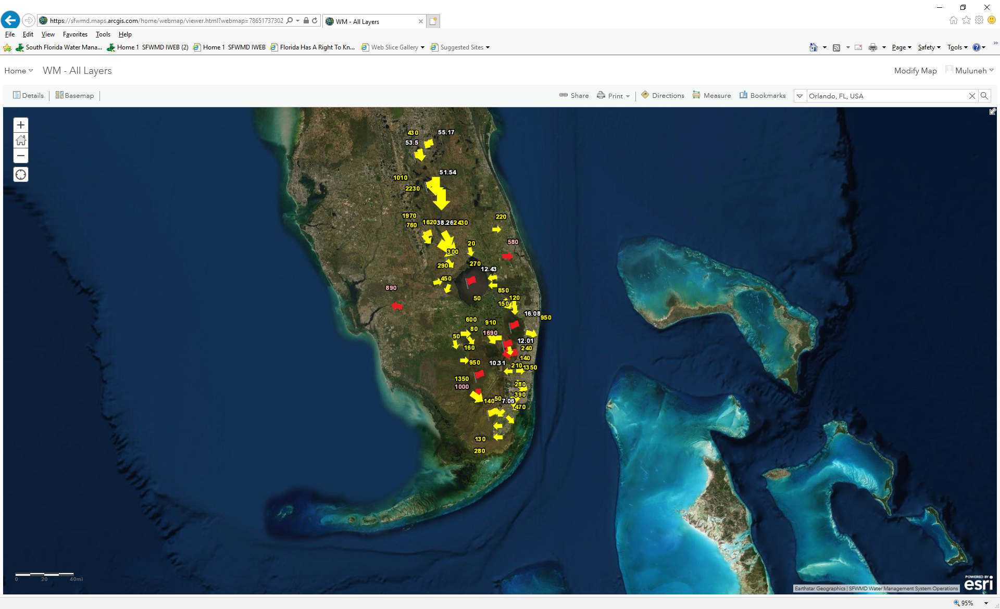 https://sfwmd.maps.arcgis.com/home/webmap/viewer.html?webmap=78651737302
WM - All Layers
File Edit View Favorites Tools Help
South Florida Water Mana... Home 1 SFWMD IWEB (2) Home 1 SFWMD IWEB Florida Has A Right To Kn... Web Slice Gallery Suggested Sites Page Safety Tools
Home WM - All Layers Modify Map Muluneh
Details Basemap Share Print Directions Measure Bookmarks Orlando, FL, USA
430 55.17
53.5
51.54
1010
2230
1970 220
760 1620 38.26 2430
20 580
300
290 270
12.43
450
890 850
50 120
150
16.08
950
600 910
80 1690
50 12.01
160 240
140
950 10.31 210 1350
1350
1000 280
390
140 50 7.06
470
130
280
0 20 40mi
POWERED BY
esri
Earthstar Geographics | SFWMD Water Management System Operations
95%